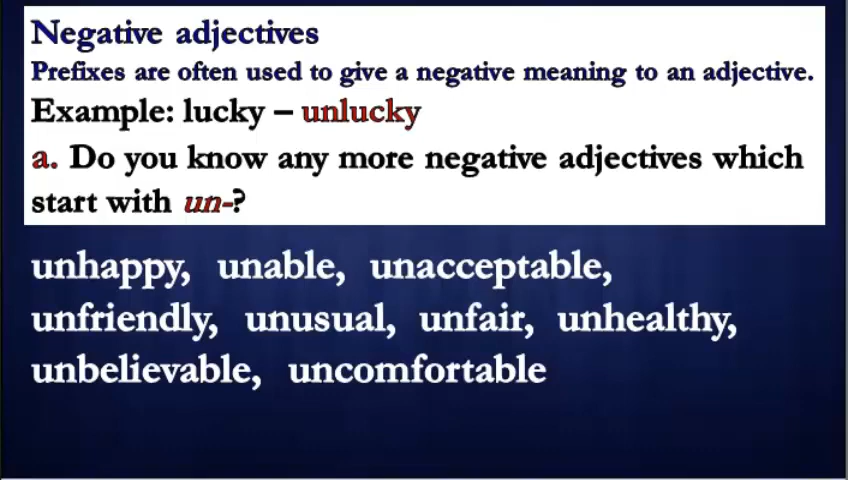 Negative adjectives
Prefixes are often used to give a negative meaning to an adjective.
Example: lucky – unlucky
a. Do you know any more negative adjectives which
start with un-?
unhappy, unable, unacceptable,
unfriendly, unusual, unfair, unhealthy,
unbelievable, uncomfortable